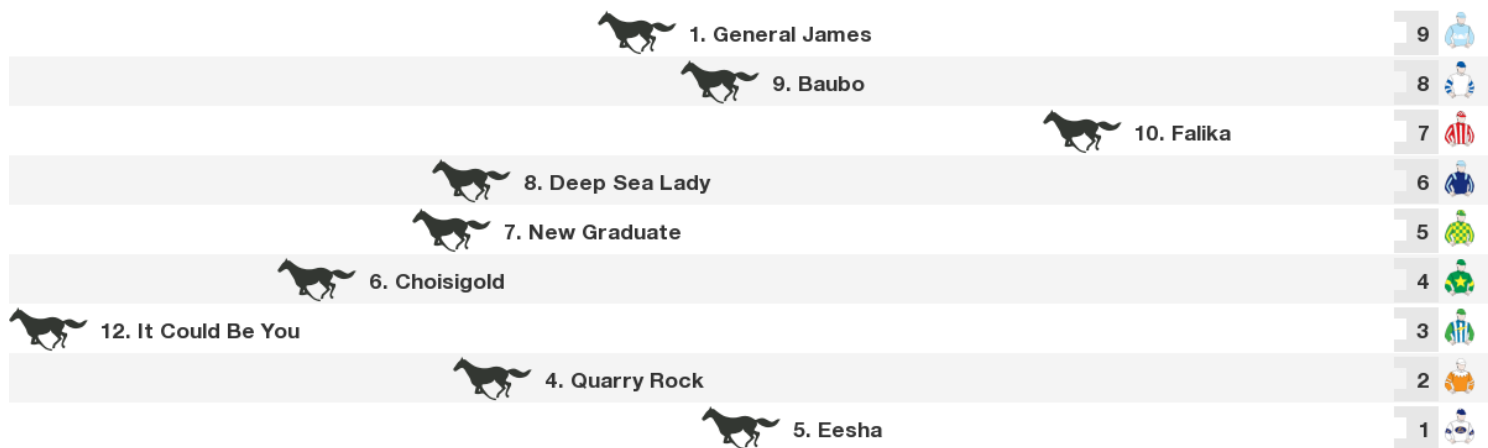 1. General James 9
9. Baubo 8
10. Falika 7
8. Deep Sea Lady 6
7. New Graduate 5
6. Choisigold 4
12. It Could Be You 3
4. Quarry Rock 2
5. Eesha 1